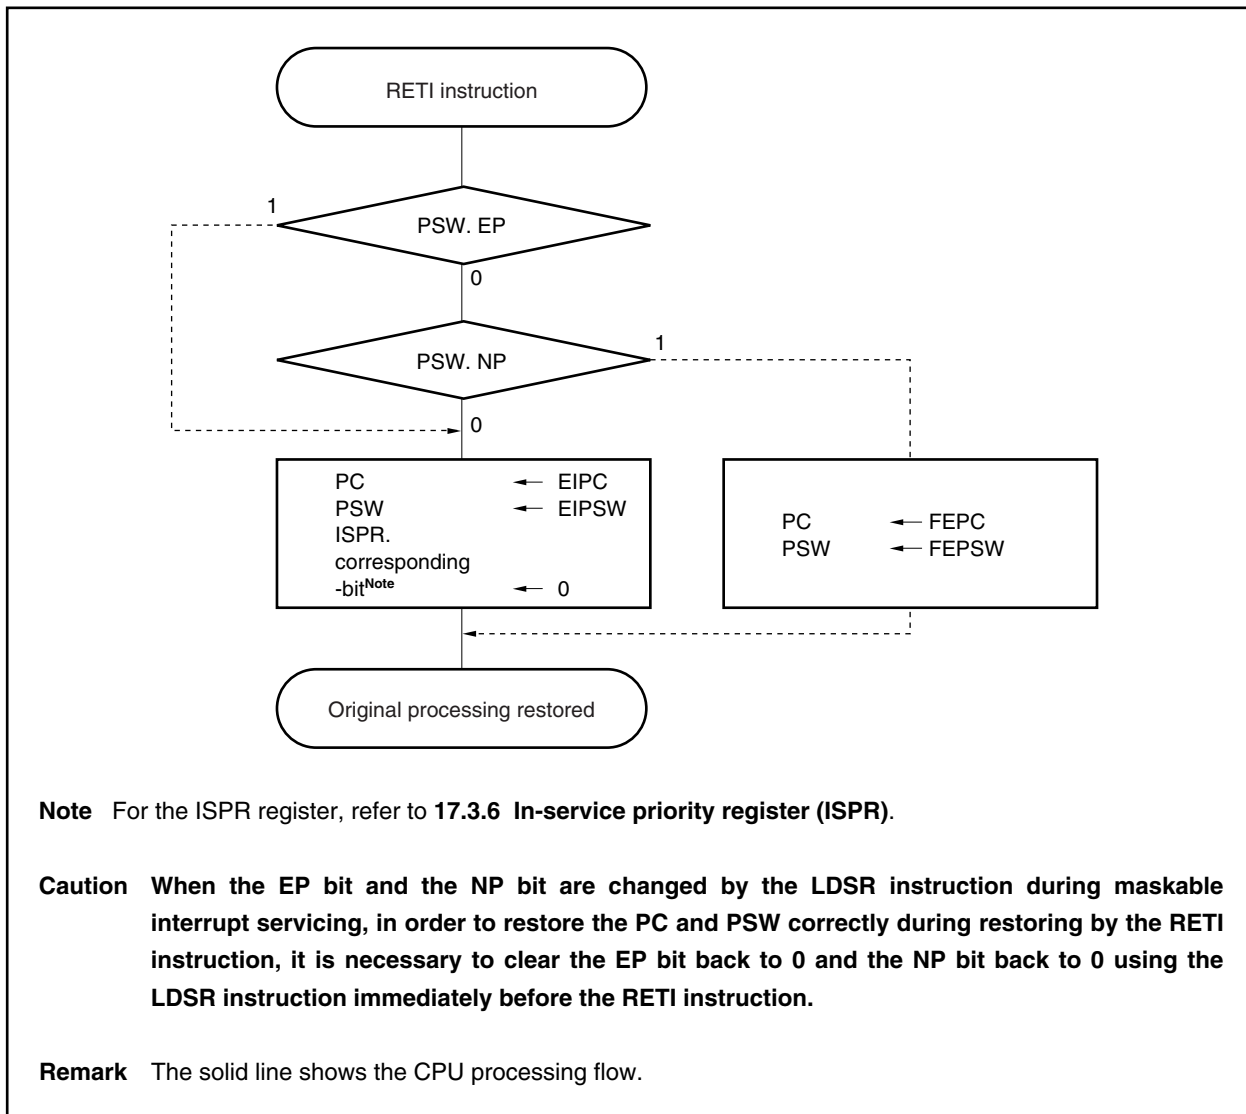 RETI instruction
1
PSW. EP
0
1
PSW. NP
0
PC ← EIPC
PSW ← EIPSW
ISPR.
corresponding
-bitNote ← 0
PC ← FEPC
PSW ← FEPSW
Original processing restored
Note For the ISPR register, refer to 17.3.6 In-service priority register (ISPR).
Caution When the EP bit and the NP bit are changed by the LDSR instruction during maskable
interrupt servicing, in order to restore the PC and PSW correctly during restoring by the RETI
instruction, it is necessary to clear the EP bit back to 0 and the NP bit back to 0 using the
LDSR instruction immediately before the RETI instruction.
Remark The solid line shows the CPU processing flow.